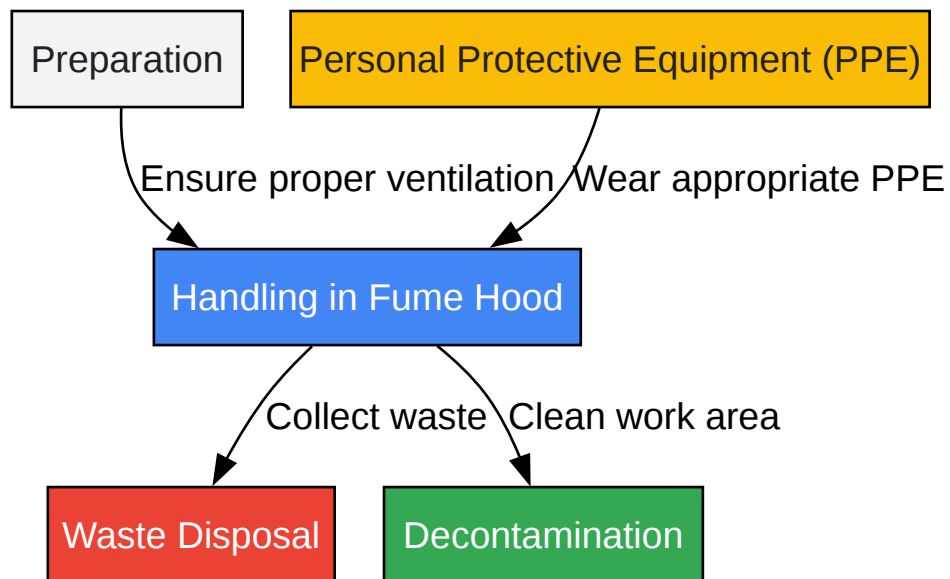 Preparation
Personal Protective Equipment (PPE)
Ensure proper ventilation
Wear appropriate PPE
Handling in Fume Hood
Collect waste
Clean work area
Waste Disposal
Decontamination